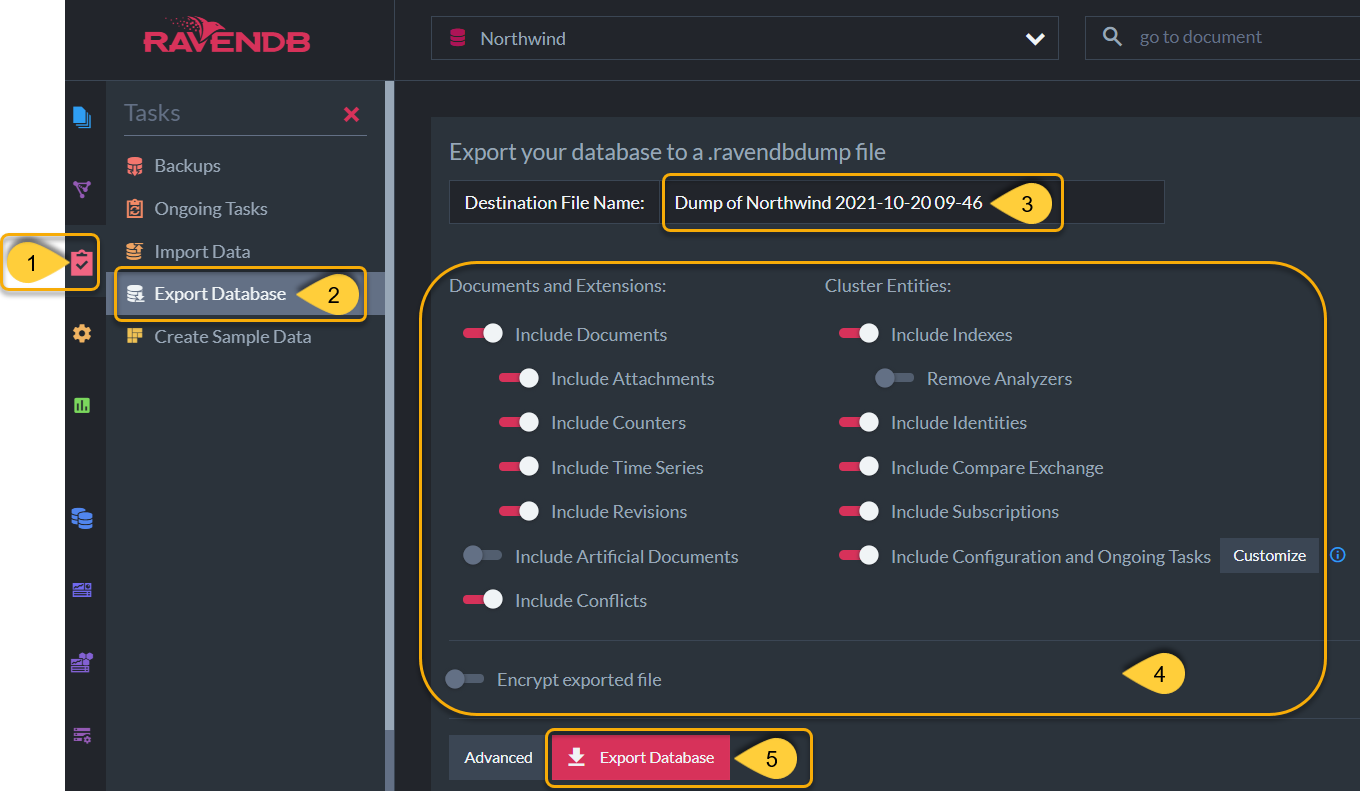 RAVENDB
Northwind
go to document
Tasks
Backups
Ongoing Tasks
Import Data
Export Database
Create Sample Data
1
2
Export your database to a .ravendbdump file
Destination File Name: Dump of Northwind 2021-10-20 09-46
3
Documents and Extensions:
Include Documents
Include Attachments
Include Counters
Include Time Series
Include Revisions
Include Artificial Documents
Include Conflicts
Cluster Entities:
Include Indexes
Remove Analyzers
Include Identities
Include Compare Exchange
Include Subscriptions
Include Configuration and Ongoing Tasks Customize
Encrypt exported file
4
Advanced
Export Database
5